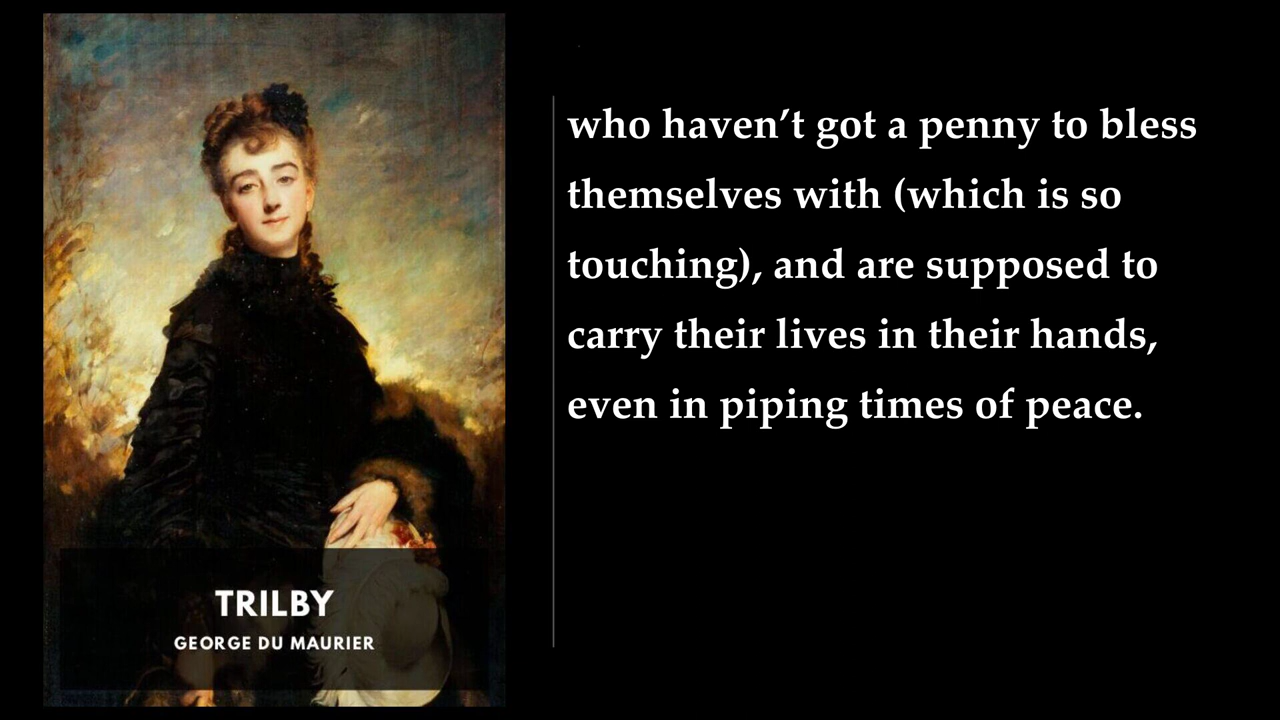 TRILBY
GEORGE DU MAURIER
who haven’t got a penny to bless
themselves with (which is so
touching), and are supposed to
carry their lives in their hands,
even in piping times of peace.